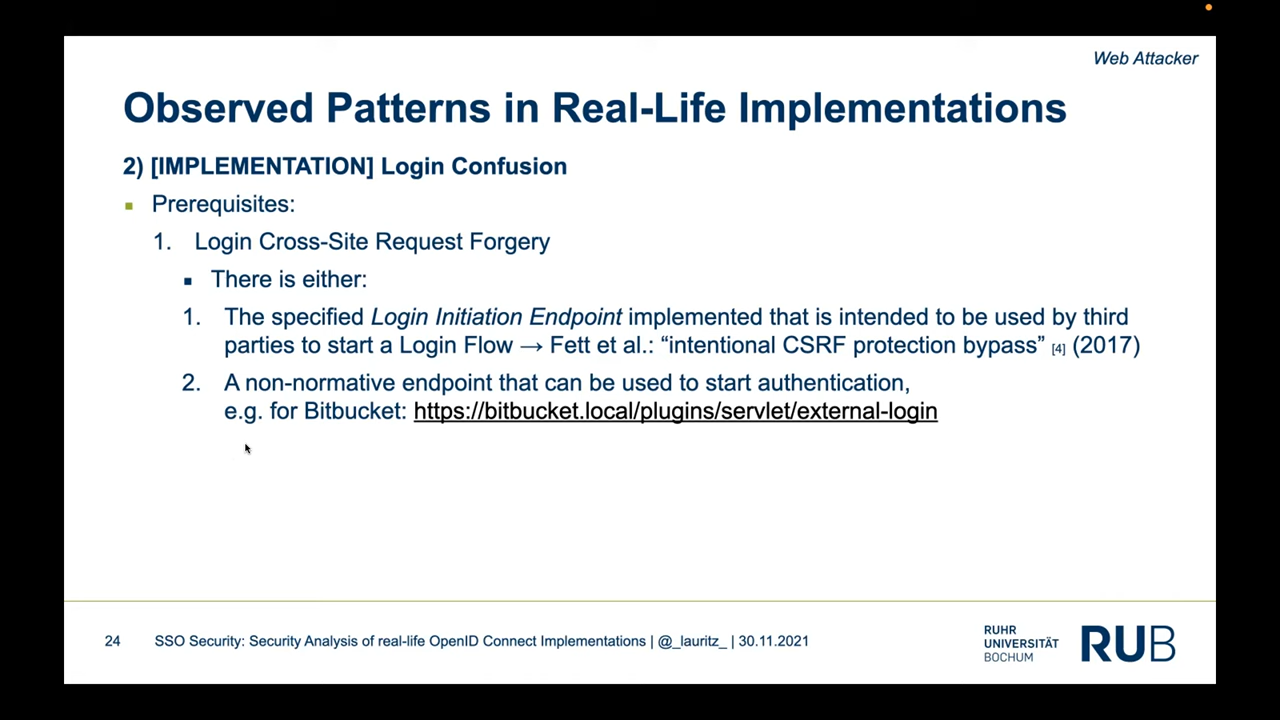 Web Attacker
Observed Patterns in Real-Life Implementations
2) [IMPLEMENTATION] Login Confusion
Prerequisites:
1. Login Cross-Site Request Forgery
There is either:
1. The specified Login Initiation Endpoint implemented that is intended to be used by third
parties to start a Login Flow → Fett et al.: “intentional CSRF protection bypass” [4] (2017)
2. A non-normative endpoint that can be used to start authentication,
e.g. for Bitbucket: https://bitbucket.local/plugins/servlet/external-login
24 SSO Security: Security Analysis of real-life OpenID Connect Implementations | @_lauritz_ | 30.11.2021
RUHR
UNIVERSITÄT
BOCHUM
RUB